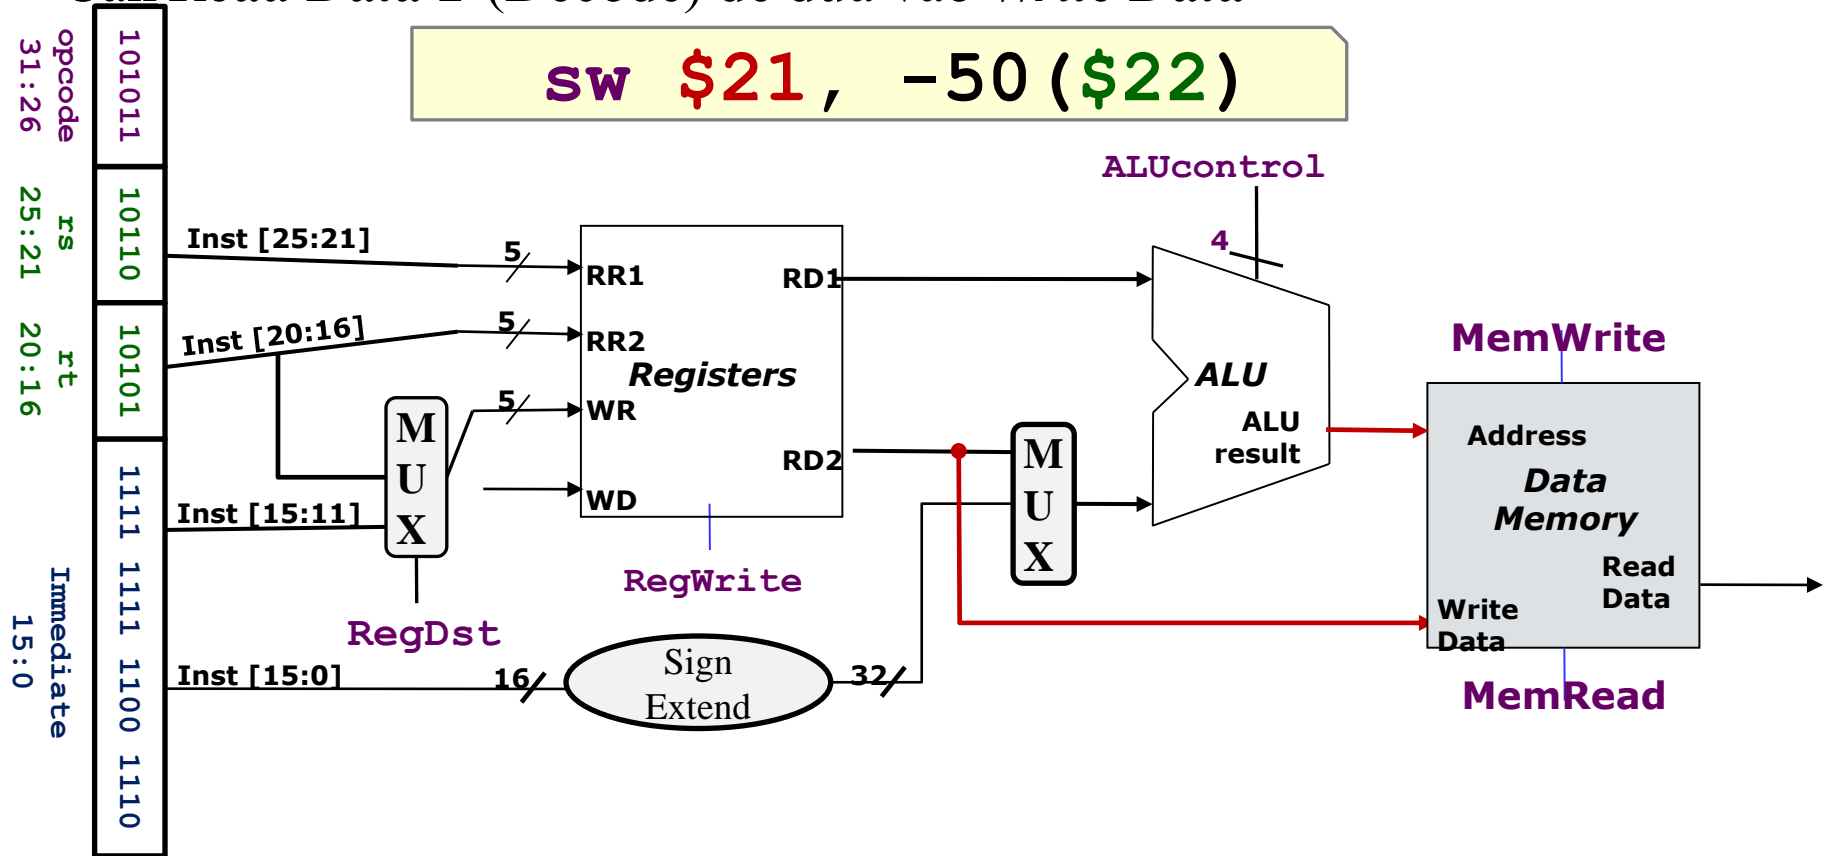 sw $21, -50($22)
opcode
31:26
101011
rs
25:21
10110
rt
20:16
10101
Immediate
15:0
1111 1111 1100 1110
Inst [25:21]
5
Inst [20:16]
5
5
Inst [15:11]
Inst [15:0]
16
32
M
U
X
RegDst
RR1
RR2
WR
WD
RD1
RD2
Registers
RegWrite
Sign
Extend
M
U
X
ALUcontrol
4
ALU
ALU
result
MemWrite
Address
Data
Memory
Read
Data
Write
Data
MemRead